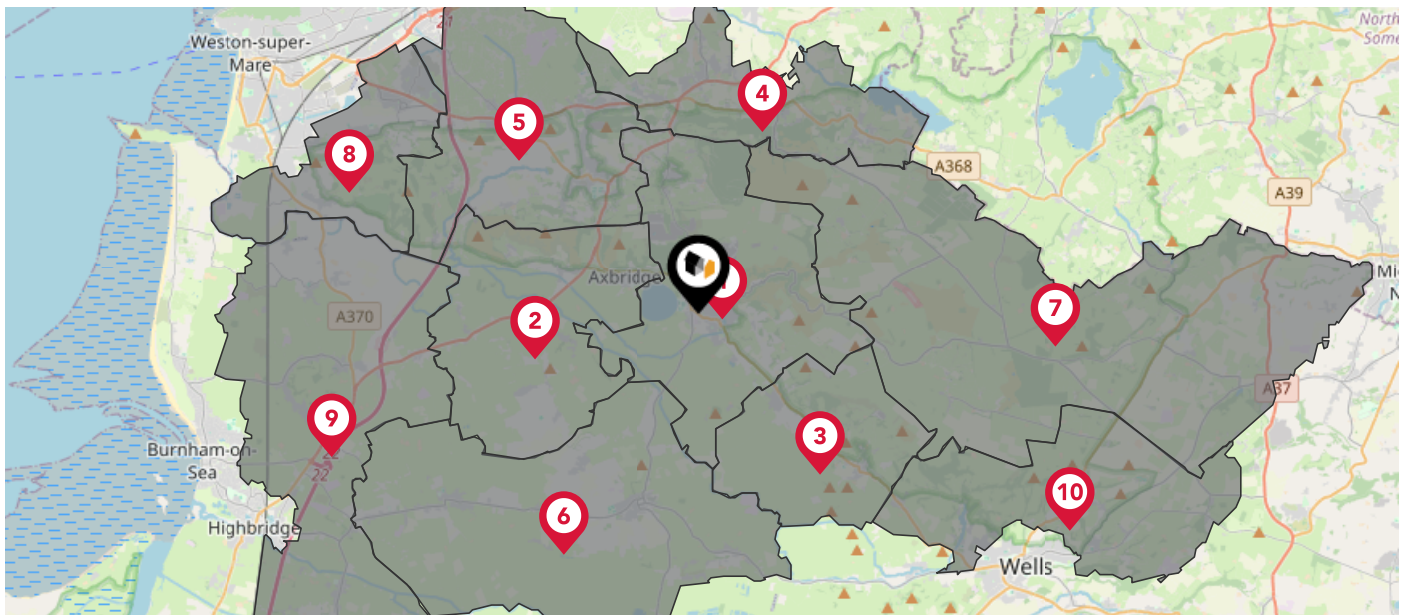 21
Weston-super-
Mare
North
Some
4
5
8
A368
A39
Axbridge
1
Mi
N
7
A370
2
A37
9
3
Burnham-on-
Sea
22
22
10
6
Highbridge
Wells